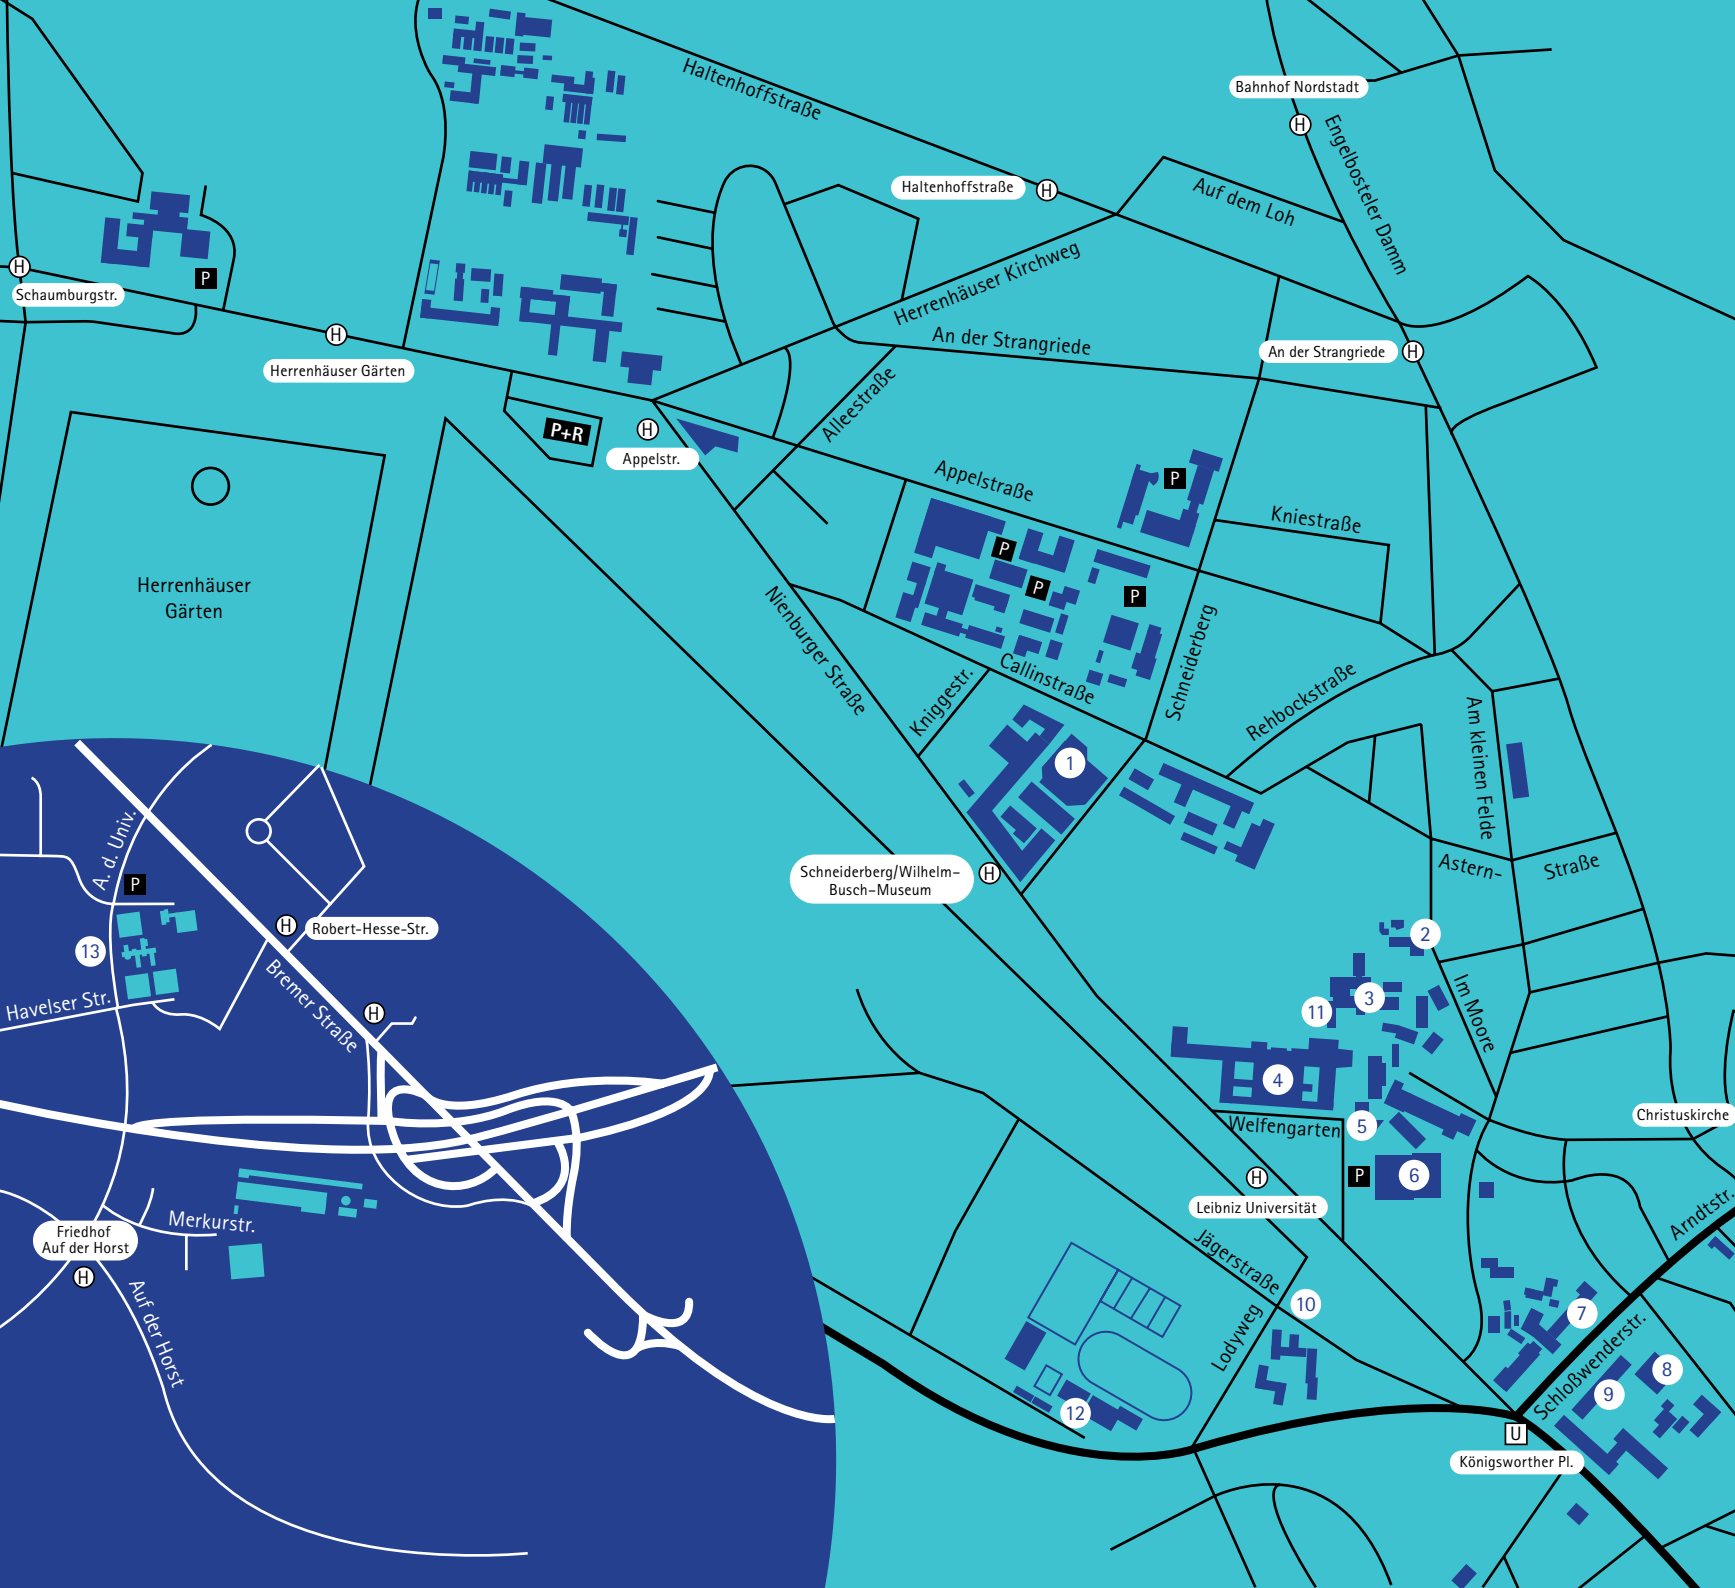 Haltenhoffstraße
Bahnhof Nordstadt
H
Engelbosteler Damm
Haltenhoffstraße
H
Auf dem Loh
H
Schaumburgstr.
P
Herrenhäuser Kirchweg
An der Strangriede
An der Strangriede
H
H
Herrenhäuser Gärten
Alleestraße
P+R
H
Appelstr.
Appelstraße
P
Kniestraße
P
P
P
Herrenhäuser
Gärten
Nienburger Straße
Kniggestr.
Callinstraße
Schneiderberg
Rehbockstraße
Am kleinen Felde
1
A. d. Univ.
P
Schneiderberg/Wilhelm-
Busch-Museum
H
Astern-
Straße
H
Robert-Hesse-Str.
13
Havelser Str.
Bremer Straße
H
2
3
11
Im Moore
4
5
Welfengarten
Christuskirche
P
6
H
Leibniz Universität
Arndtstr.
Friedhof
Auf der Horst
H
Merkurstr.
Auf der Horst
Jägerstraße
10
Lodyweg
7
Schloßwenderstr.
8
9
12
U
Königsworther Pl.